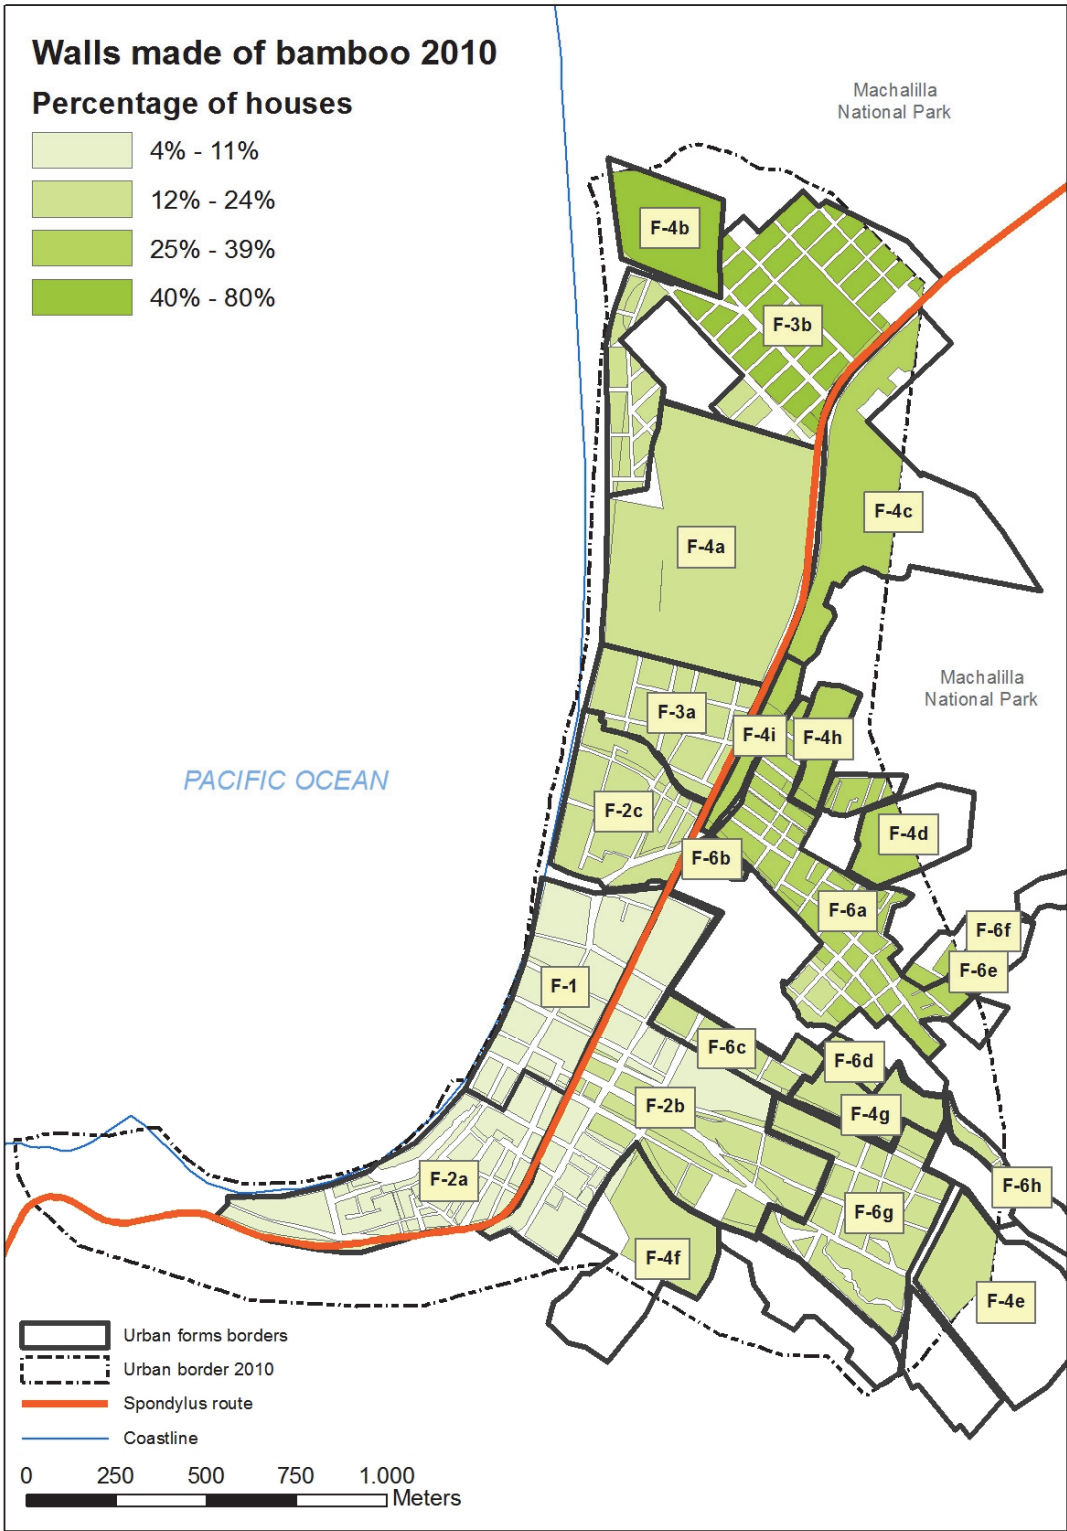 Walls made of bamboo 2010
Percentage of houses
4% - 11%
12% - 24%
25% - 39%
40% - 80%
Machalilla
National Park
F-4b
F-3b
F-4c
F-4a
Machalilla
National Park
F-3a
F-4i
F-4h
PACIFIC OCEAN
F-2c
F-4d
F-6b
F-6a
F-6f
F-6e
F-1
F-6c
F-6d
F-2b
F-4g
F-2a
F-6h
F-6g
F-4f
F-4e
Urban forms borders
Urban border 2010
Spondylus route
Coastline
0 250 500 750 1.000
Meters